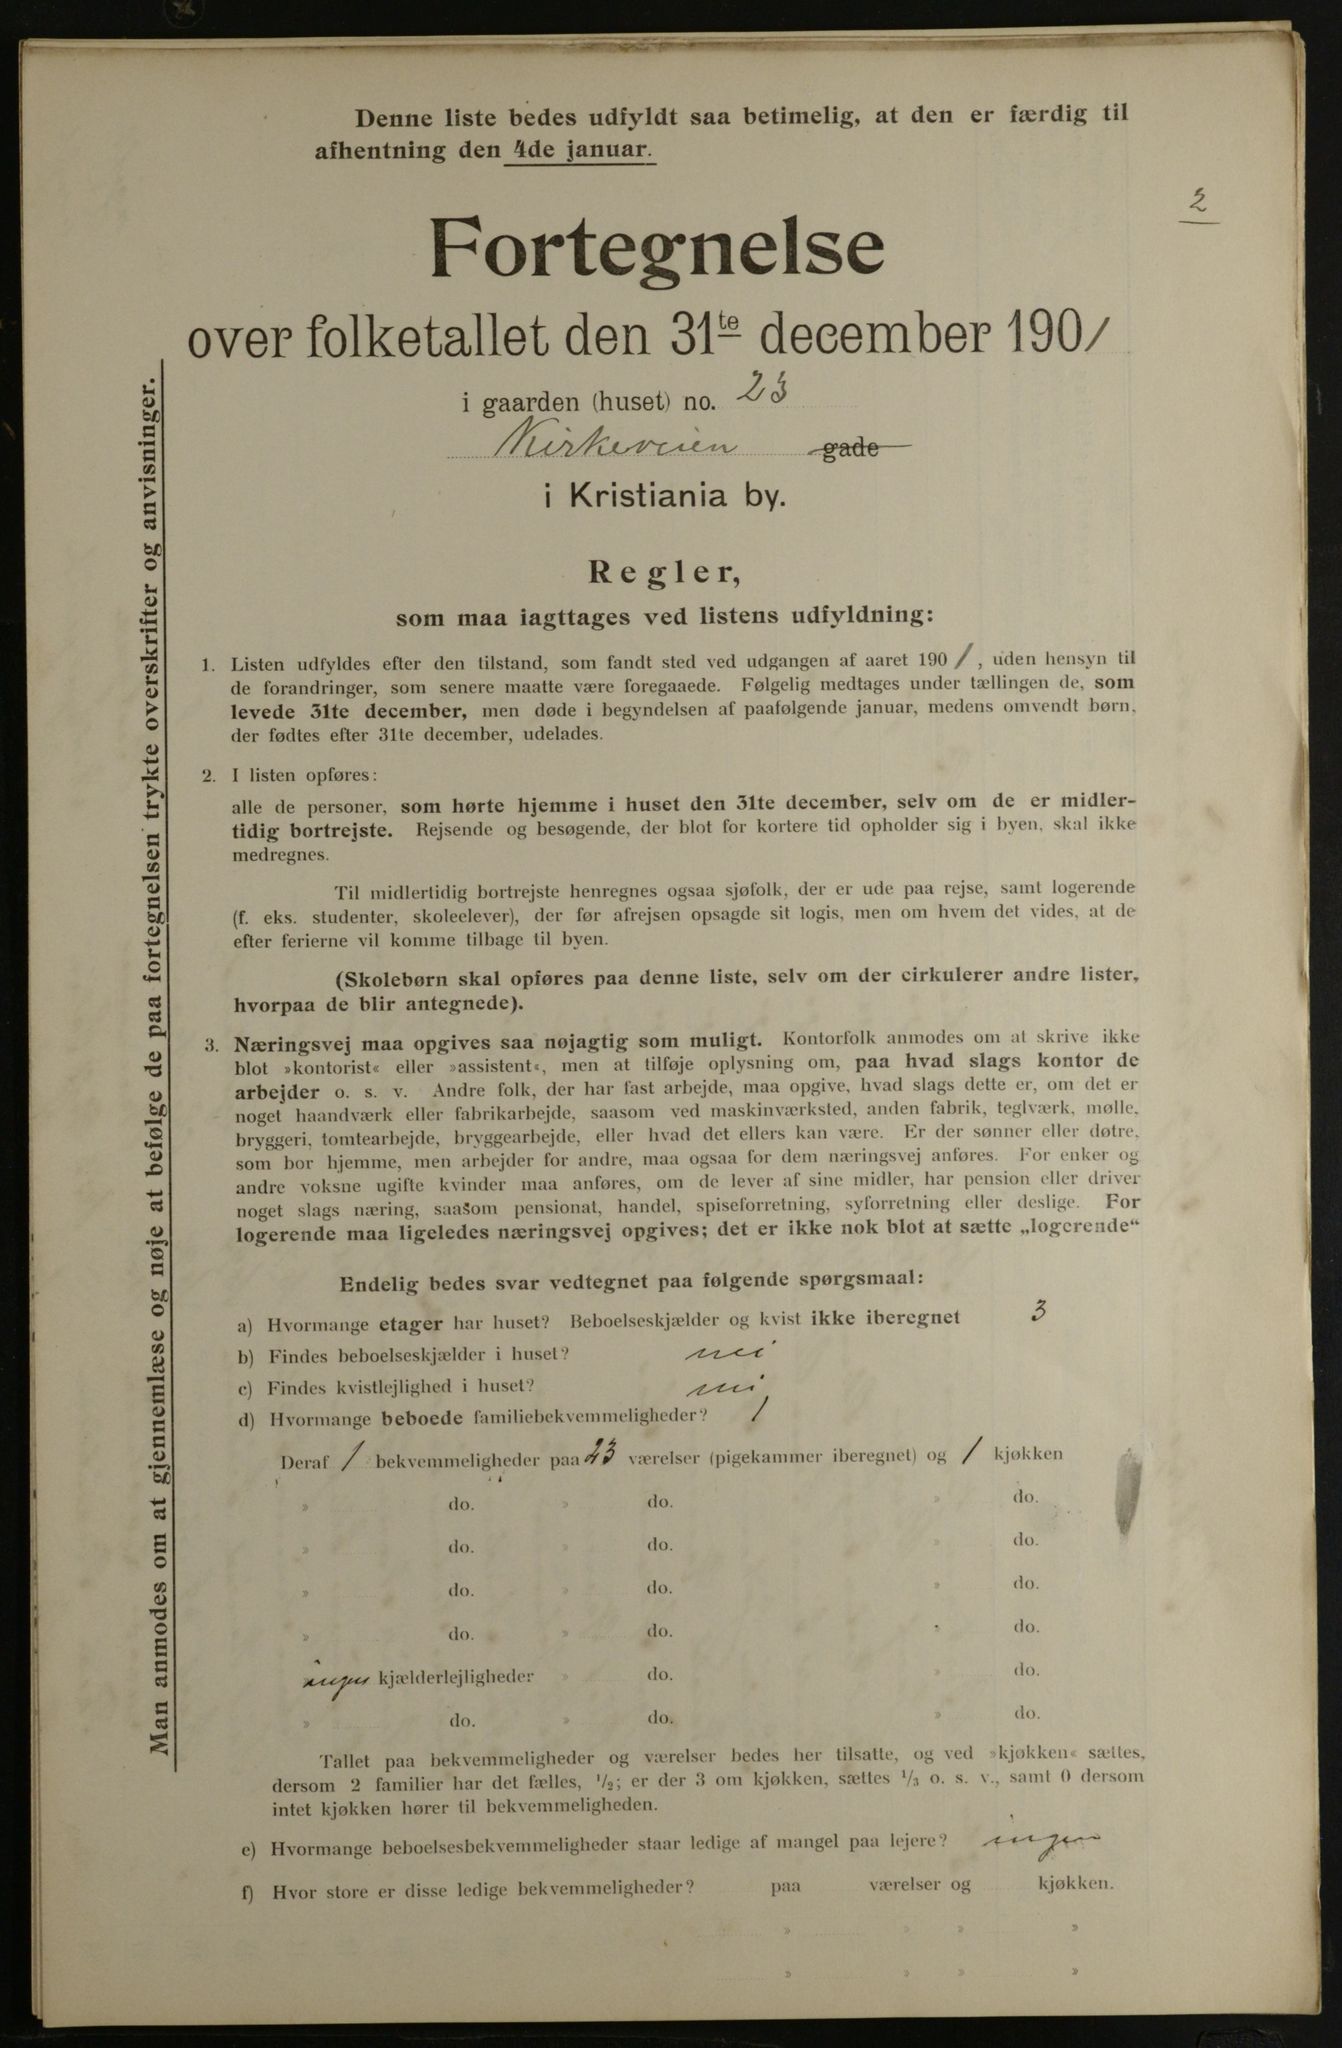 Denne liste bedes udfyldt saa betimelig, at den er færdig til
afhentning den 4de januar.
2
Fortegnelse
over folketallet den 31te december 1901
i gaarden (huset) no. 23
Kirkeveien gade
i Kristiania by.
Regler,
som maa iagttages ved listens udfyldning:
1. Listen udfyldes efter den tilstand, som fandt sted ved udgangen af aaret 1901, uden hensyn til
de forandringer, som senere maatte være foregaaede. Følgelig medtages under tællingen de, som
levede 31te december, men døde i begyndelsen af paafølgende januar, medens omvendt børn,
der fødtes efter 31te december, udelades.
2. I listen opføres:
alle de personer, som hørte hjemme i huset den 31te december, selv om de er midler-
tidig bortrejste. Rejsende og besøgende, der blot for kortere tid opholder sig i byen, skal ikke
medregnes.
Til midlertidig bortrejste henregnes ogsaa sjøfolk, der er ude paa rejse, samt logerende
(f. eks. studenter, skoleelever), der før afrejsen opsagde sit logis, men om hvem det vides, at de
efter ferierne vil komme tilbage til byen.
(Skolebørn skal opføres paa denne liste, selv om der cirkulerer andre lister,
hvorpaa de blir antegnede).
3. Næringsvej maa opgives saa nøjagtig som muligt. Kontorfolk anmodes om at skrive ikke
blot »kontorist« eller »assistent«, men at tilføje oplysning om, paa hvad slags kontor de
arbejder o. s. v. Andre folk, der har fast arbejde, maa opgive, hvad slags dette er, om det er
noget haandværk eller fabrikarbejde, saasom ved maskinværksted, anden fabrik, teglværk, mølle,
bryggeri, tomtearbejde, bryggearbejde, eller hvad det ellers kan være. Er der sønner eller døtre,
som bor hjemme, men arbejder for andre, maa ogsaa for dem næringsvej anføres. For enker og
andre voksne ugifte kvinder maa anføres, om de lever af sine midler, har pension eller driver
noget slags næring, saasom pensionat, handel, spiseforretning, syforretning eller deslige. For
logerende maa ligeledes næringsvej opgives; det er ikke nok blot at sætte „logerende“
Endelig bedes svar vedtegnet paa følgende spørgsmaal:
a) Hvormange etager har huset? Beboelseskjælder og kvist ikke iberegnet 3
b) Findes beboelseskjælder i huset? nei
c) Findes kvistlejlighed i huset? nei
d) Hvormange beboede familiebekvemmeligheder? 1
Deraf 1 bekvemmeligheder paa 23 værelser (pigekammer iberegnet) og 1 kjøkken
» do. » do. » do.
» do. » do. » do.
» do. » do. » do.
» do. » do. » do.
ingen kjælderlejligheder » do. » do.
» do. » do. » do.
Tallet paa bekvemmeligheder og værelser bedes her tilsatte, og ved »kjøkken« sættes,
dersom 2 familier har det fælles, 1/2; er der 3 om kjøkken, sættes 1/3 o. s. v., samt 0 dersom
intet kjøkken hører til bekvemmeligheden.
e) Hvormange beboelsesbekvemmeligheder staar ledige af mangel paa lejere? ingen
f) Hvor store er disse ledige bekvemmeligheder? paa værelser og kjøkken.
» » » »
» » » »
Man anmodes om at gjennemlæse og nøje at befølge de paa fortegnelsen trykte overskrifter og anvisninger.